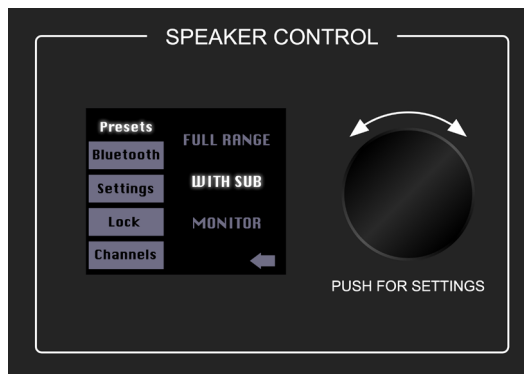 SPEAKER CONTROL
Presets
Bluetooth
Settings
Lock
Channels
FULL RANGE
WITH SUB
MONITOR
PUSH FOR SETTINGS